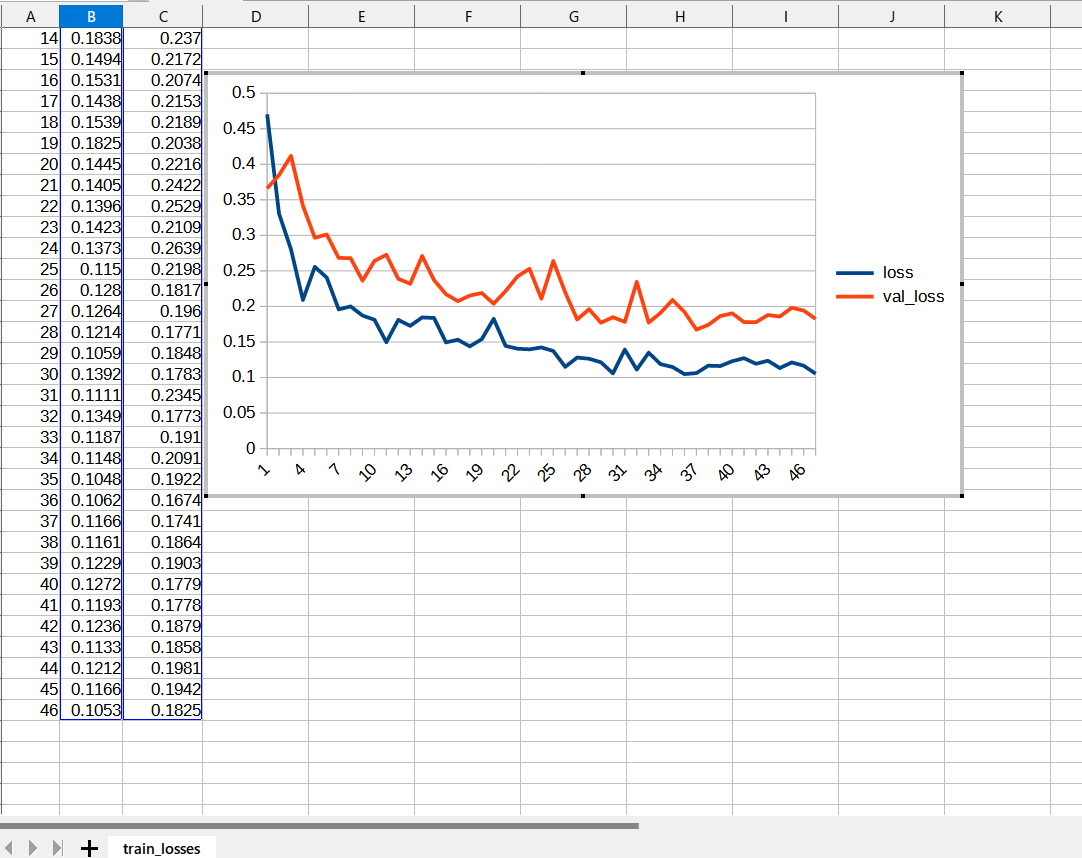 A B C D E F G H I J K
14 0.1838 0.237
15 0.1494 0.2172
16 0.1531 0.2074
17 0.1438 0.2153
18 0.1539 0.2189
19 0.1825 0.2038
20 0.1445 0.2216
21 0.1405 0.2422
22 0.1396 0.2529
23 0.1423 0.2109
24 0.1373 0.2639
25 0.115 0.2198
26 0.128 0.1817
27 0.1264 0.196
28 0.1214 0.1771
29 0.1059 0.1848
30 0.1392 0.1783
31 0.1111 0.2345
32 0.1349 0.1773
33 0.1187 0.191
34 0.1148 0.2091
35 0.1048 0.1922
36 0.1062 0.1674
37 0.1166 0.1741
38 0.1161 0.1864
39 0.1229 0.1903
40 0.1272 0.1779
41 0.1193 0.1778
42 0.1236 0.1879
43 0.1133 0.1858
44 0.1212 0.1981
45 0.1166 0.1942
46 0.1053 0.1825
0.5
0.45
0.4
0.35
0.3
0.25
0.2
0.15
0.1
0.05
0
1 4 7 10 13 16 19 22 25 28 31 34 37 40 43 46
loss
val_loss
train_losses